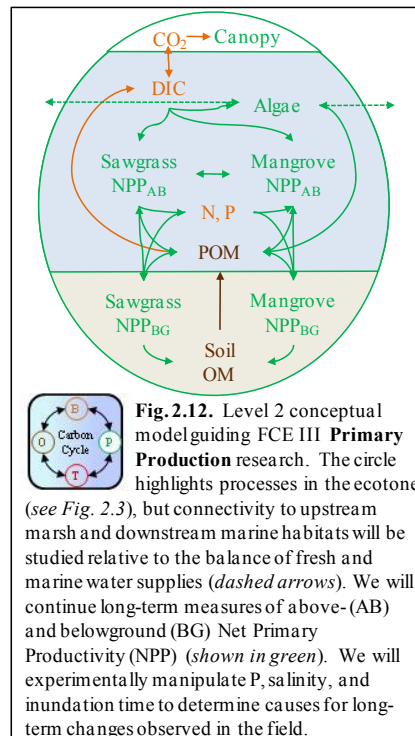 CO2 Canopy
DIC
Algae
Sawgrass Mangrove
NPPAB NPPAB
N, P
POM
Sawgrass Mangrove
NPPBG NPPBG
Soil
OM
B
O Carbon P
Cycle
T
Fig. 2.12. Level 2 conceptual
model guiding FCE III Primary
Production research. The circle
highlights processes in the ecotone
(see Fig. 2.3), but connectivity to upstream
marsh and downstream marine habitats will be
studied relative to the balance of fresh and
marine water supplies (dashed arrows). We will
continue long-term measures of above- (AB)
and belowground (BG) Net Primary
Productivity (NPP) (shown in green). We will
experimentally manipulate P, salinity, and
inundation time to determine causes for long-
term changes observed in the field.